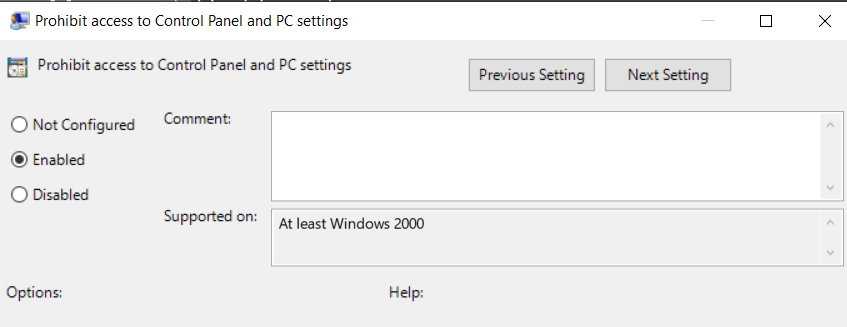 Prohibit access to Control Panel and PC settings
Prohibit access to Control Panel and PC settings
Previous Setting
Next Setting
Not Configured
Comment:
Enabled
Disabled
Supported on:
At least Windows 2000
Options:
Help: